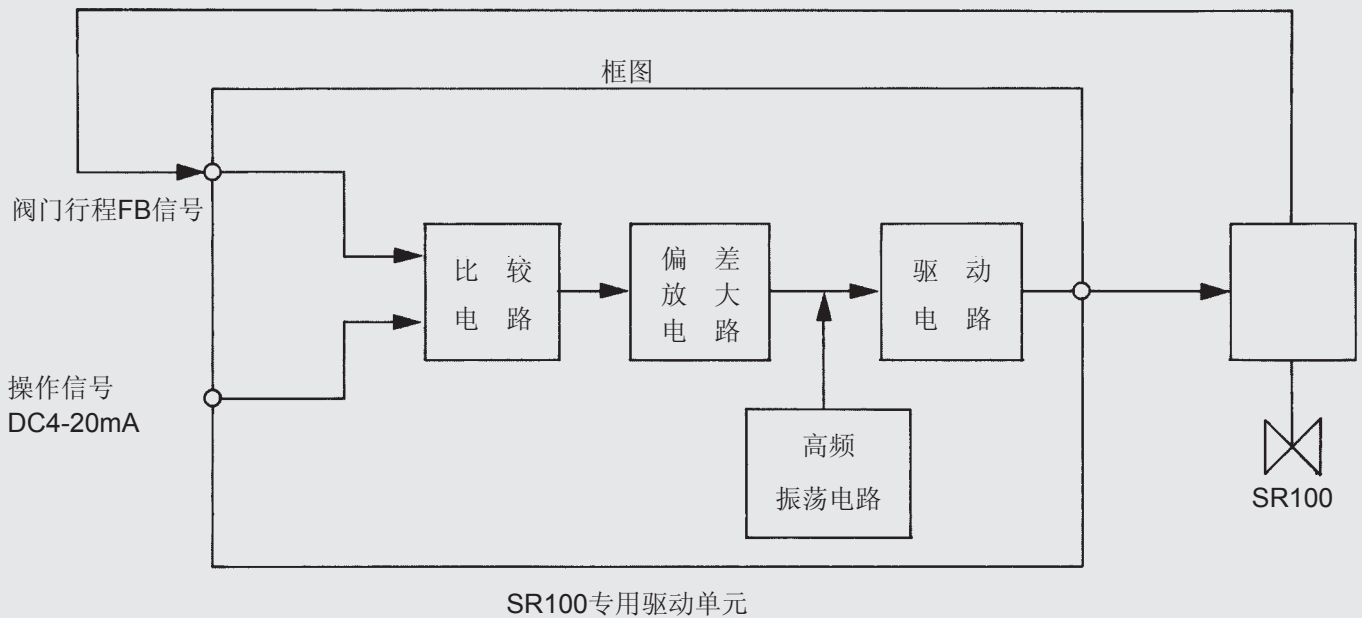 框图
阀门行程FB信号
比 较
电 路
偏 差
放 大
电 路
驱 动
电 路
操作信号
DC4-20mA
高频
振荡电路
SR100
SR100专用驱动单元